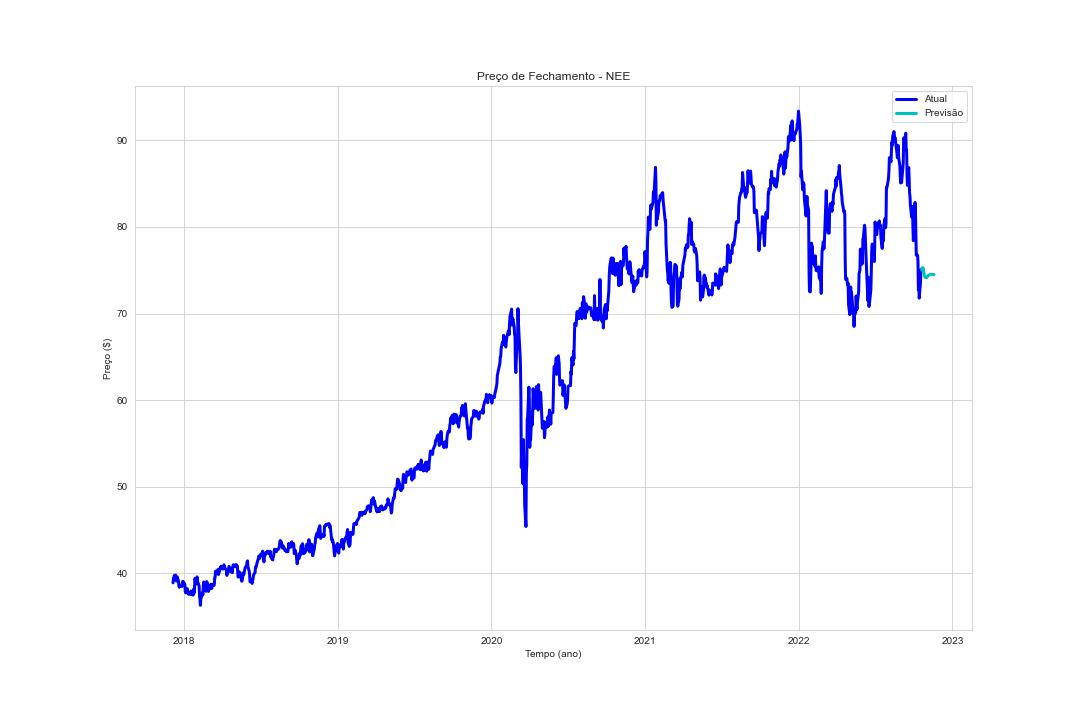 Preço de Fechamento - NEE
Atual
Previsão
90
80
70
60
50
40
Preço ($)
2018 2019 2020 2021 2022 2023
Tempo (ano)